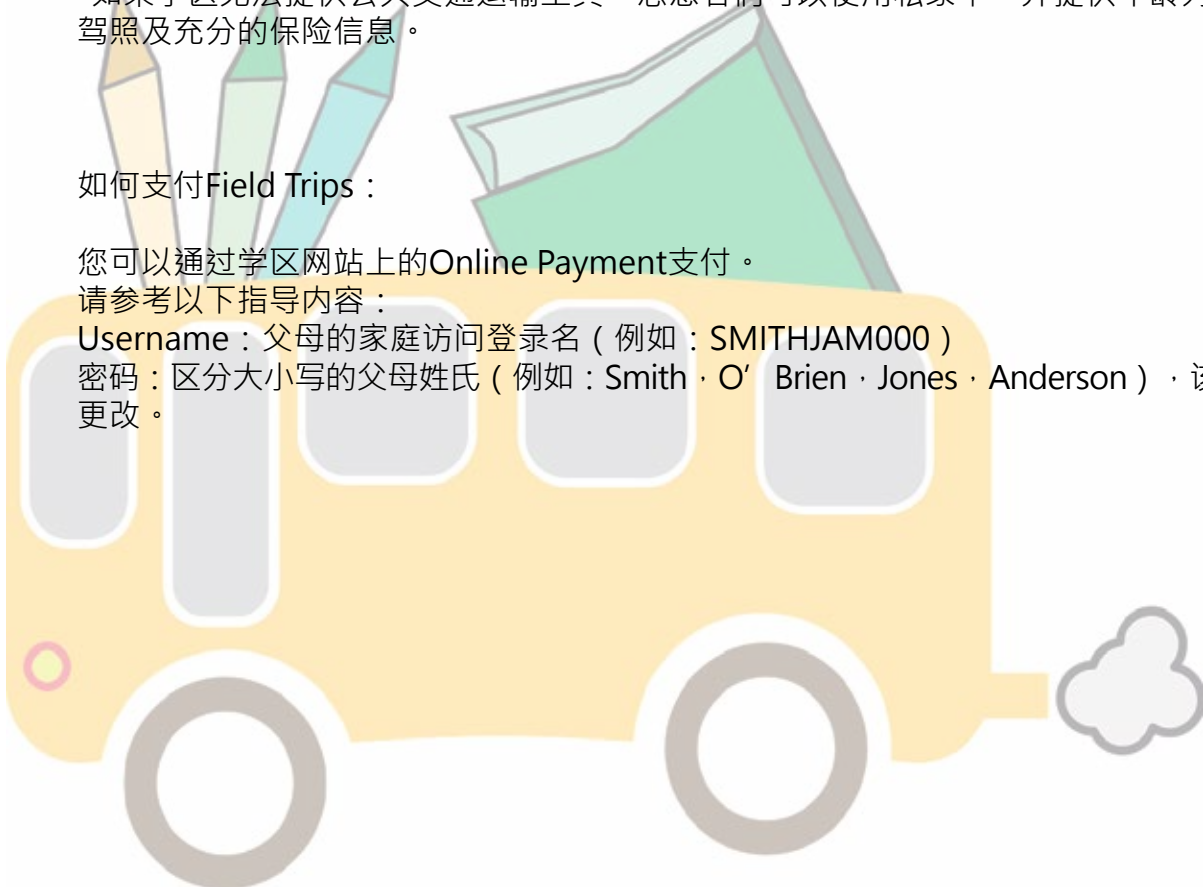 驾照及充分的保险信息。
如何支付Field Trips：
您可以通过学区网站上的Online Payment支付。
请参考以下指导内容：
Username：父母的家庭访问登录名（例如：SMITHJAM000）
密码：区分大小写的父母姓氏（例如：Smith，O’Brien，Jones，Anderson），该
更改。